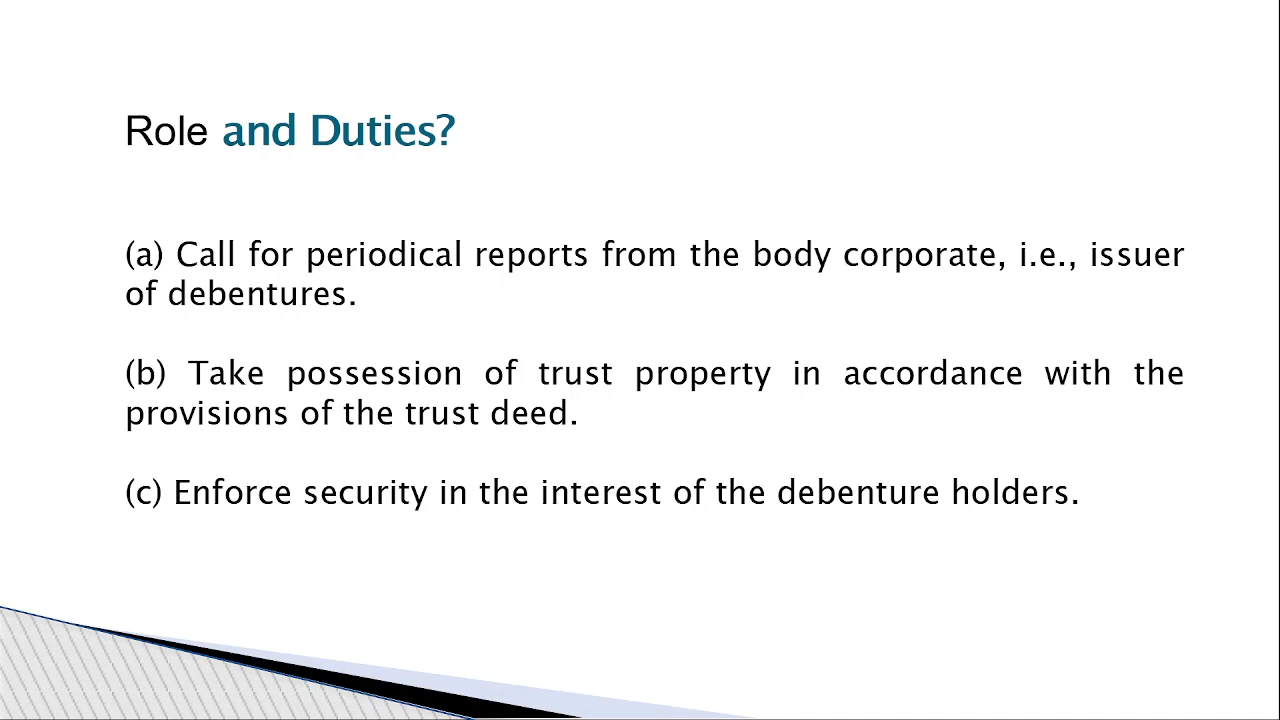 Role and Duties?
(a) Call for periodical reports from the body corporate, i.e., issuer
of debentures.
(b) Take possession of trust property in accordance with the
provisions of the trust deed.
(c) Enforce security in the interest of the debenture holders.